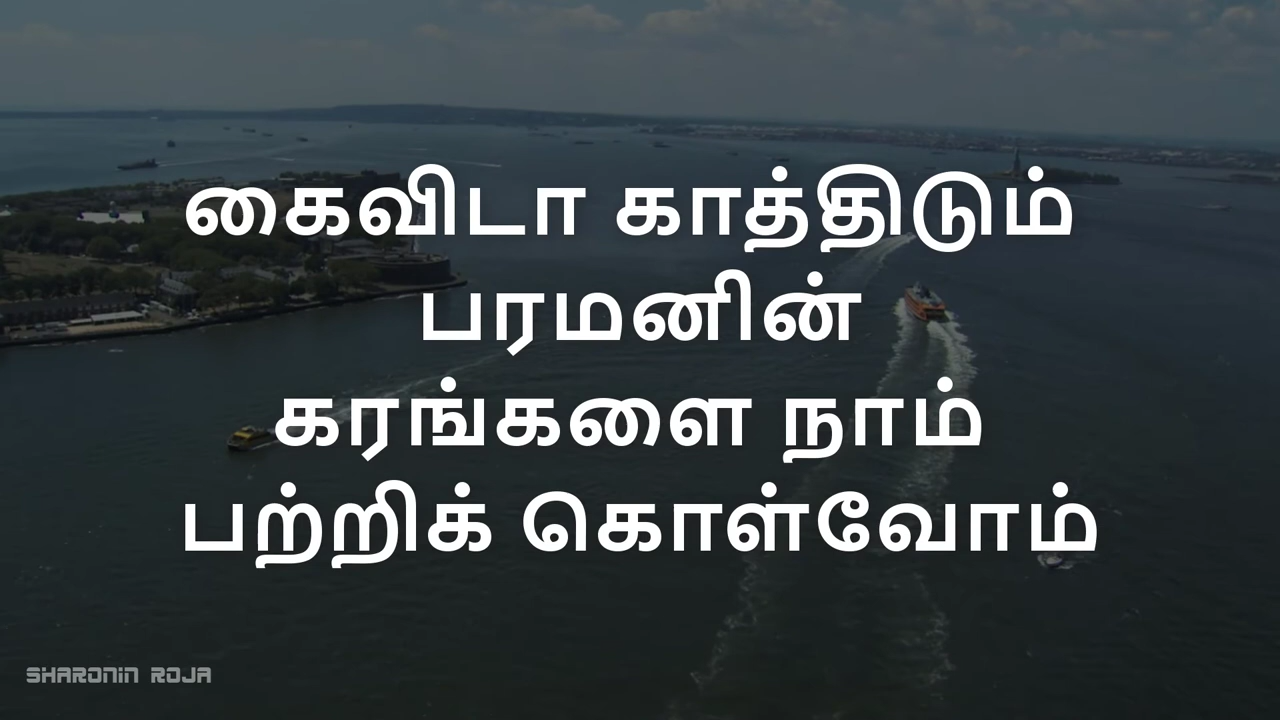 கைவிடா காத்திடும்
பரமனின்
கரங்களை நாம்
பற்றிக் கொள்வோம்
SHARONIN ROJA